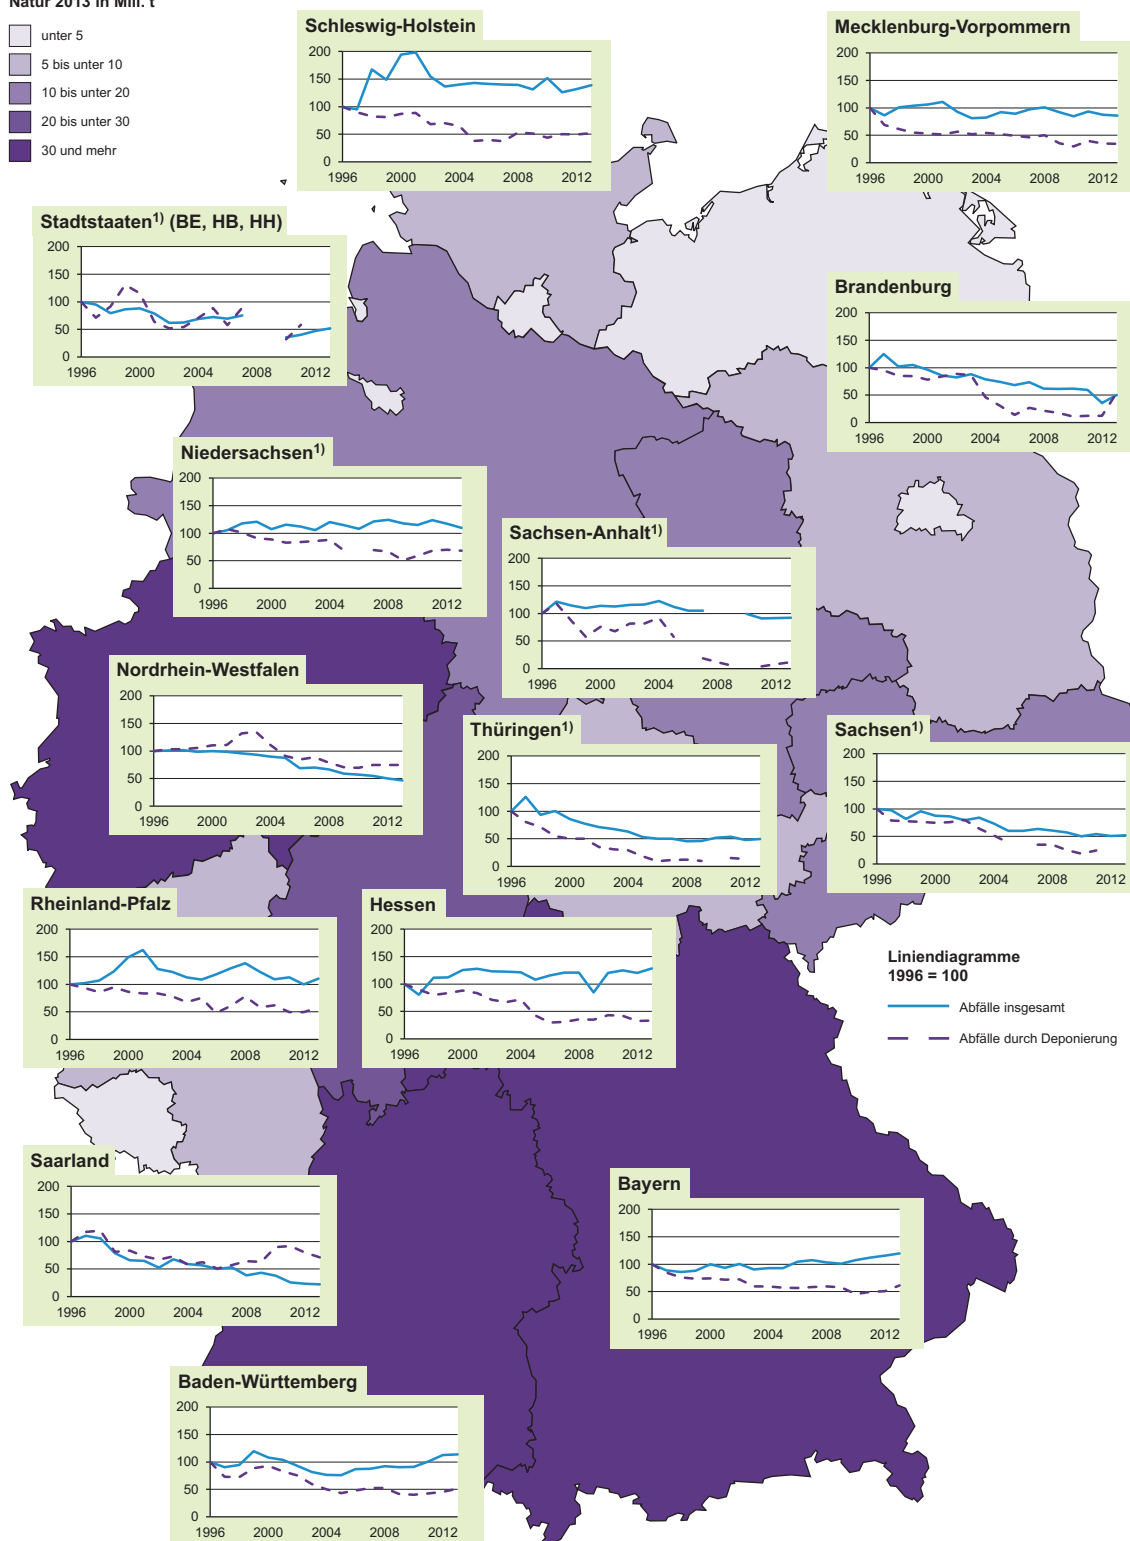 Natur 2013 in Mill. t
unter 5
5 bis unter 10
10 bis unter 20
20 bis unter 30
30 und mehr
Schleswig-Holstein
200
150
100
50
0
1996 2000 2004 2008 2012
Mecklenburg-Vorpommern
200
150
100
50
0
1996 2000 2004 2008 2012
Stadtstaaten1) (BE, HB, HH)
200
150
100
50
0
1996 2000 2004 2008 2012
Brandenburg
200
150
100
50
0
1996 2000 2004 2008 2012
Niedersachsen1)
200
150
100
50
0
1996 2000 2004 2008 2012
Sachsen-Anhalt1)
200
150
100
50
0
1996 2000 2004 2008 2012
Nordrhein-Westfalen
200
150
100
50
0
1996 2000 2004 2008 2012
Thüringen1)
200
150
100
50
0
1996 2000 2004 2008 2012
Sachsen1)
200
150
100
50
0
1996 2000 2004 2008 2012
Rheinland-Pfalz
200
150
100
50
0
1996 2000 2004 2008 2012
Hessen
200
150
100
50
0
1996 2000 2004 2008 2012
Liniendiagramme
1996 = 100
Abfälle insgesamt
Abfälle durch Deponierung
Saarland
200
150
100
50
0
1996 2000 2004 2008 2012
Bayern
200
150
100
50
0
1996 2000 2004 2008 2012
Baden-Württemberg
200
150
100
50
0
1996 2000 2004 2008 2012